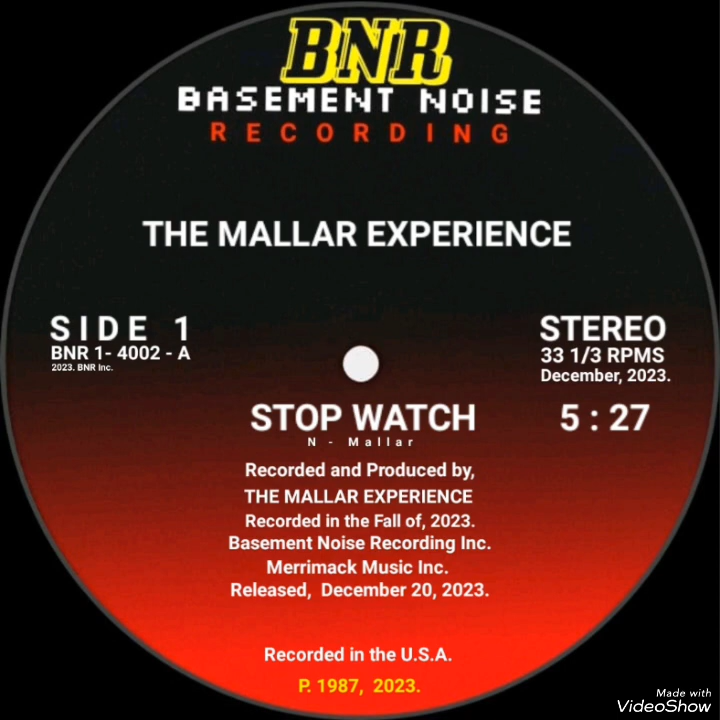 BNR
BASEMENT NOISE
RECORDING
THE MALLAR EXPERIENCE
SIDE 1
BNR 1- 4002 - A
2023. BNR Inc.
STEREO
33 1/3 RPMS
December, 2023.
STOP WATCH
5 : 27
N - Mallar
Recorded and Produced by,
THE MALLAR EXPERIENCE
Recorded in the Fall of, 2023.
Basement Noise Recording Inc.
Merrimack Music Inc.
Released, December 20, 2023.
Recorded in the U.S.A.
P. 1987, 2023.
Made with
VideoShow